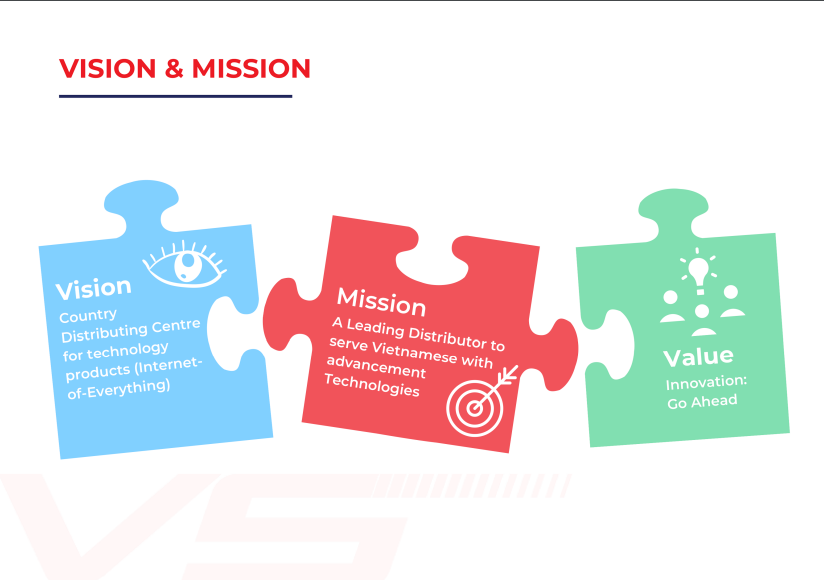 VISION & MISSION
Vision
Country
Distributing Centre
for technology
products (Internet-
of-Everything)
Mission
A Leading Distributor to
serve Vietnamese with
advancement
Technologies
Value
Innovation:
Go Ahead
VS